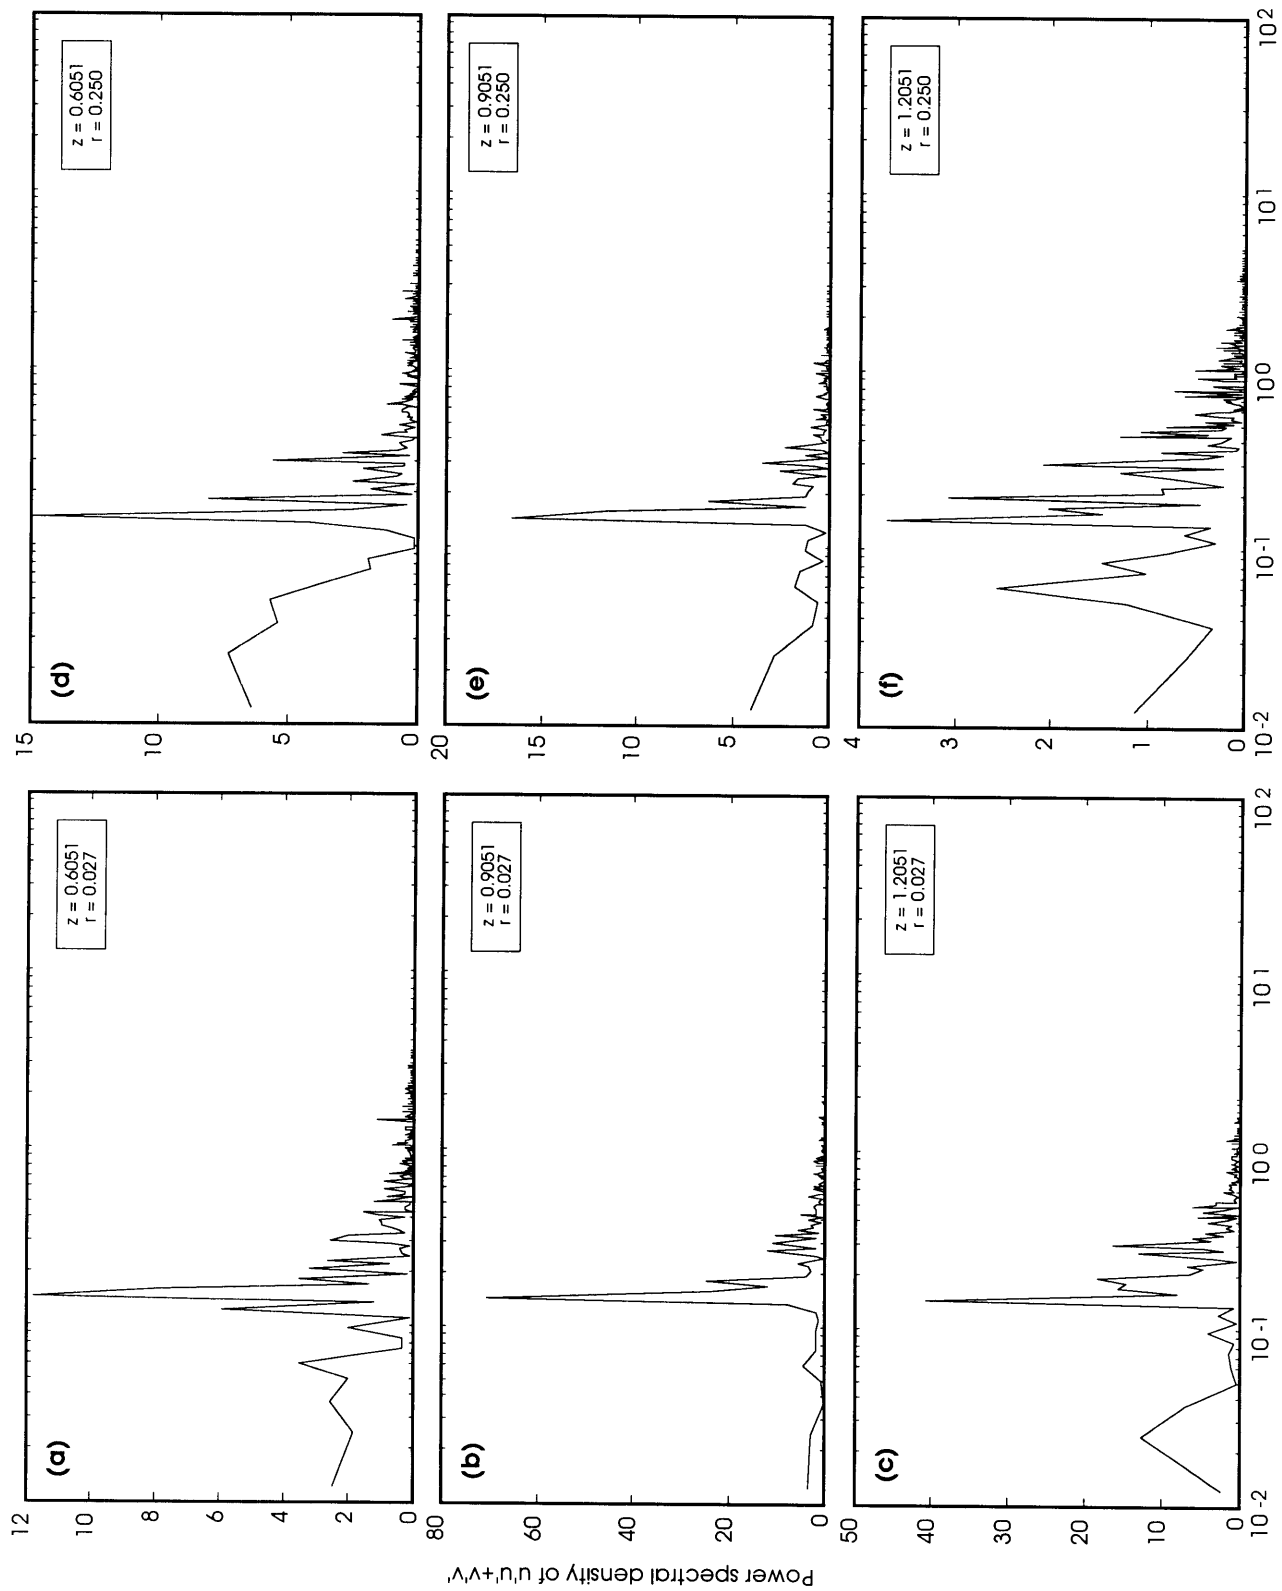 Power spectral density of u'u'+v'v'
12
10
8
6
4
2
0
(a)
z = 0.6051
r = 0.027
15
10
5
0
(d)
z = 0.6051
r = 0.250
80
60
40
20
0
(b)
z = 0.9051
r = 0.027
20
15
10
5
0
(e)
z = 0.9051
r = 0.250
50
40
30
20
10
0
(c)
z = 1.2051
r = 0.027
10⁻² 10⁻¹ 10⁰ 10¹ 10²
4
3
2
1
0
(f)
z = 1.2051
r = 0.250
10⁻² 10⁻¹ 10⁰ 10¹ 10²